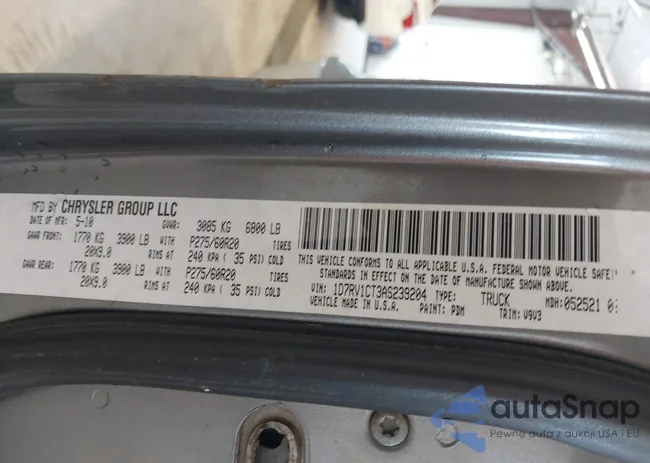 MFD BY CHRYSLER GROUP LLC
DATE OF MFR: 5-10 GVWR: 3085 KG 6800 LB
GAWR FRONT: 1770 KG 3900 LB WITH P275/60R20 TIRES
20X9.0 RIMS AT 240 KPA ( 35 PSI) COLD
GAWR REAR: 1770 KG 3900 LB WITH P275/60R20 TIRES
20X9.0 RIMS AT 240 KPA ( 35 PSI) COLD
THIS VEHICLE CONFORMS TO ALL APPLICABLE U.S.A. FEDERAL MOTOR VEHICLE SAFE
STANDARDS IN EFFECT ON THE DATE OF MANUFACTURE SHOWN ABOVE.
VIN: 1D7RV1CT3AS239204 TYPE: TRUCK MDH: 052521 0
VEHICLE MADE IN U.S.A. PAINT: PDM TRIM: V9V3
autaSnap
Pewne auto z aukcji USA i EU